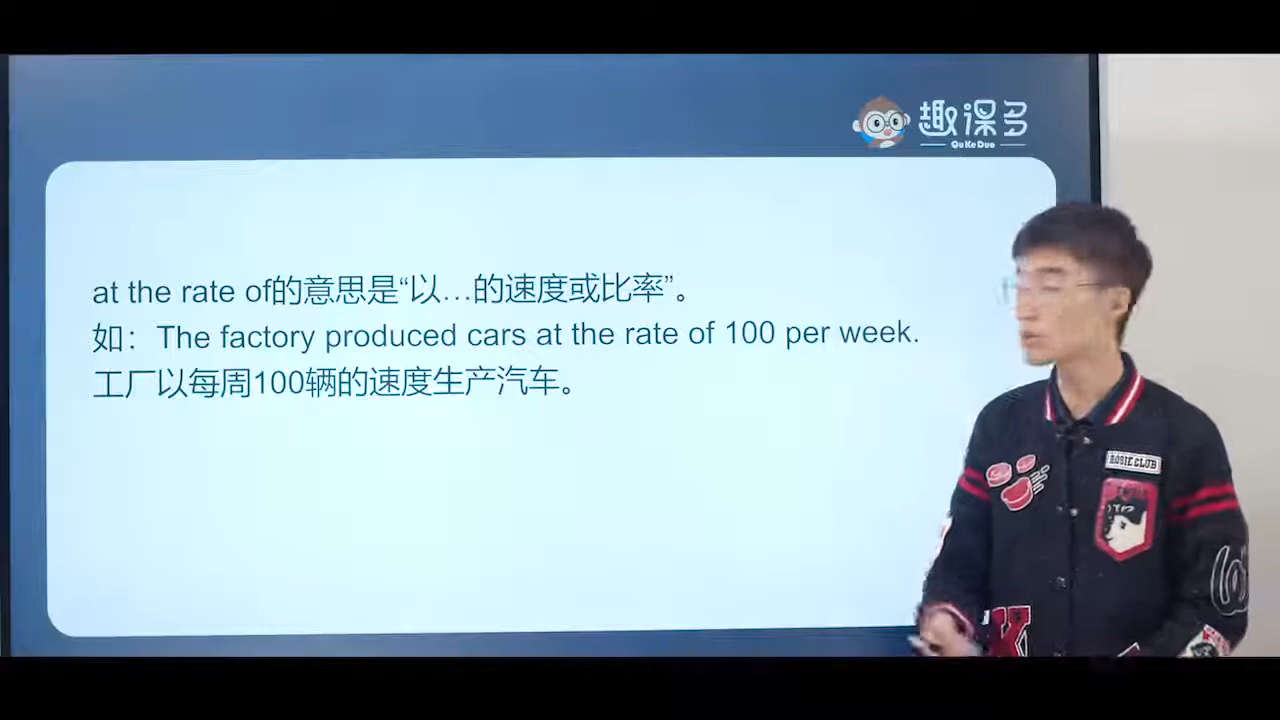 趣课多
QuKeDuo
at the rate of的意思是“以…的速度或比率”。
如：The factory produced cars at the rate of 100 per week.
工厂以每周100辆的速度生产汽车。
ROSIE CLUB
K